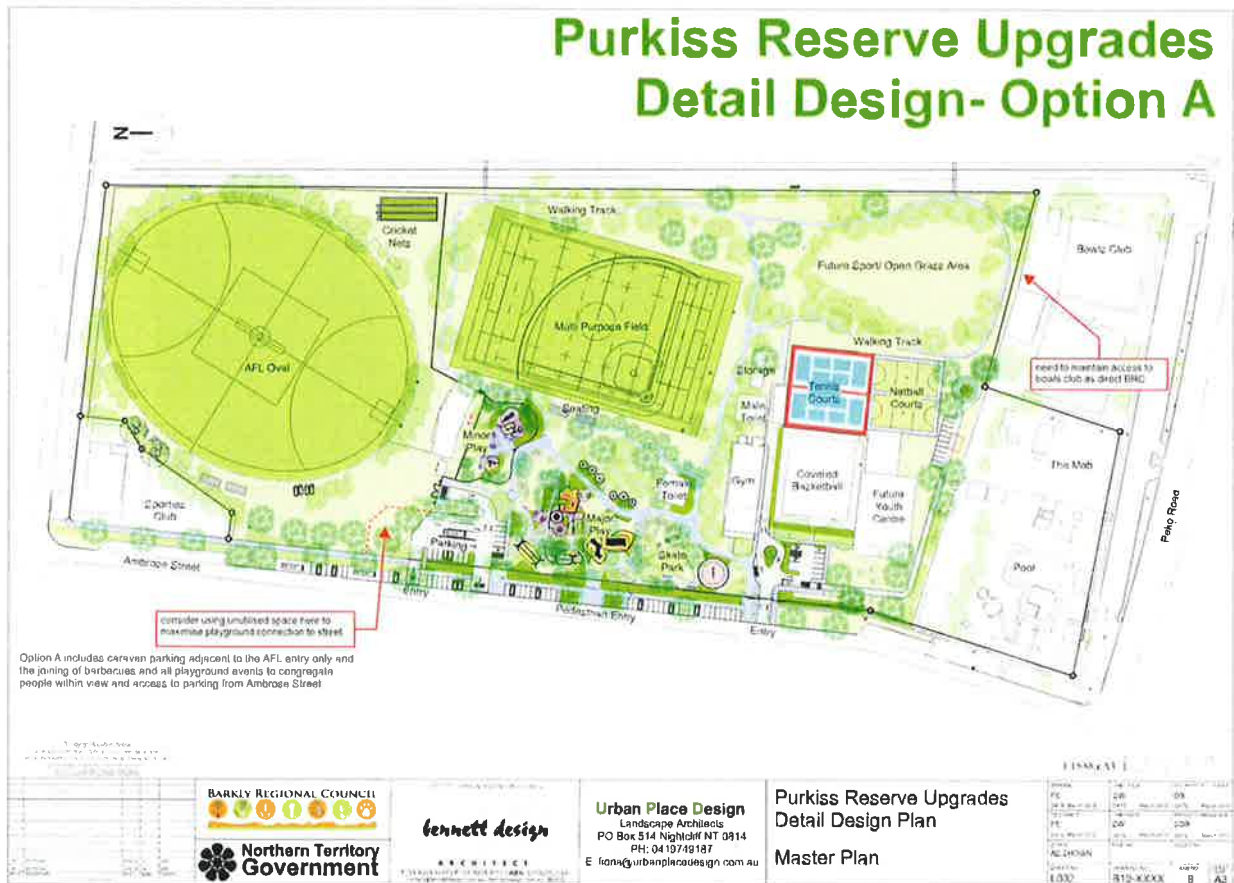 Purkiss Reserve Upgrades
Detail Design- Option A
N
Walking Track
Cricket
Nets
Bowls Club
Future Sport/ Open Grass Area
Multi Purpose Field
AFL Oval
Walking Track
need to maintain access to
bowls club as direct BRC
Storage
Tennis
Courts
Netball
Courts
Seating
Main
Toilet
Minor
Play
This Mob
Gym
Covered
Basketball
Female
Toilet
Future
Youth
Centre
Sporties
Club
Major
Play
Parking
Skate
Park
Pool
Peko Road
Ambrose Street
Entry
Pedestrian Entry
Entry
consider using unutilised space here to
maximise playground connection to street
Option A includes caravan parking adjacent to the AFL entry only and
the joining of barbecues and all playground events to congregate
people within view and access to parking from Ambrose Street
BARKLY REGIONAL COUNCIL
Northern Territory
Government
bennett design
ARCHITECT
Urban Place Design
Landscape Architects
PO Box 514 Nightcliff NT 0814
PH: 0419749187
E fiona@urbanplacedesign.com.au
Purkiss Reserve Upgrades
Detail Design Plan
Master Plan
B
A3